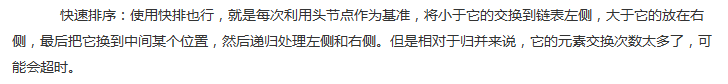 快速排序：使用快排也行，就是每次利用头节点作为基准，将小于它的交换到链表左侧，大于它的放在右
侧，最后把它换到中间某个位置，然后递归处理左侧和右侧。但是相对于归并来说，它的元素交换次数太多了，可
能会超时。